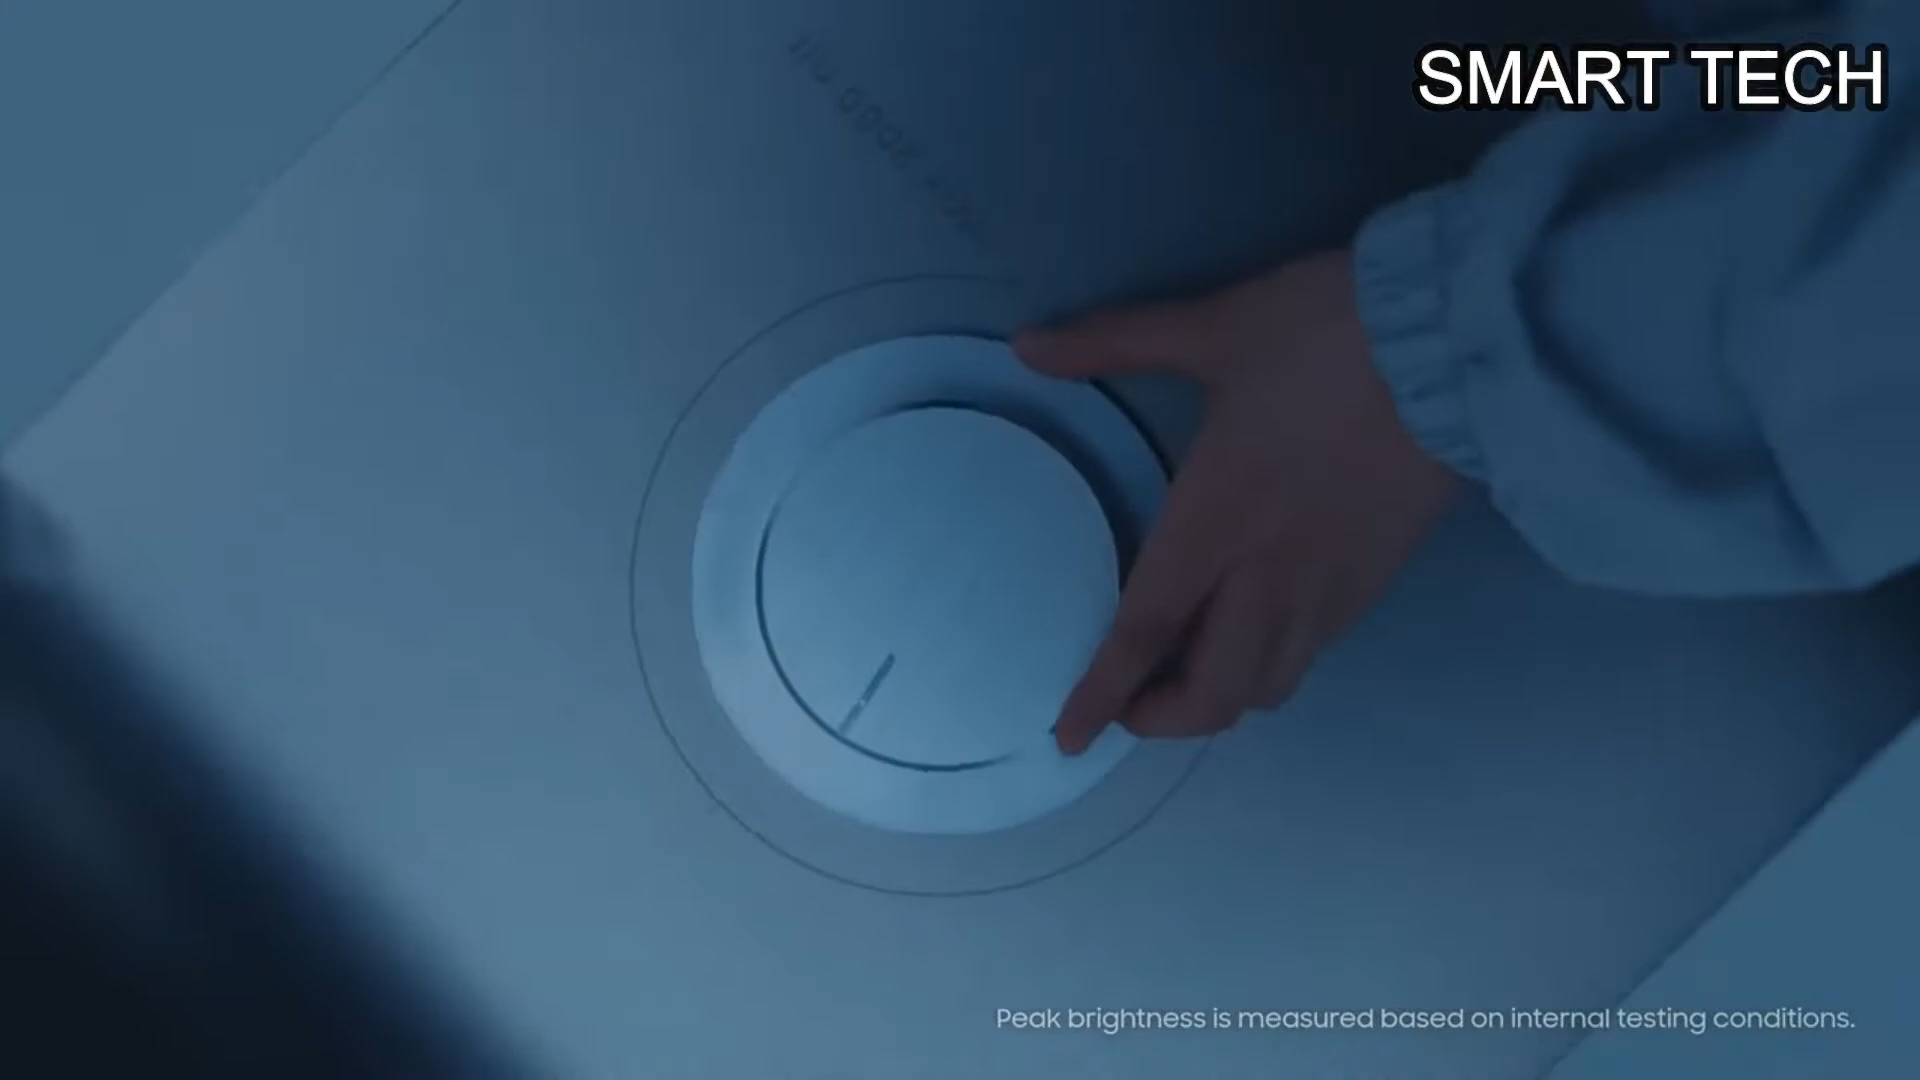 SMART TECH
Peak brightness is measured based on internal testing conditions.